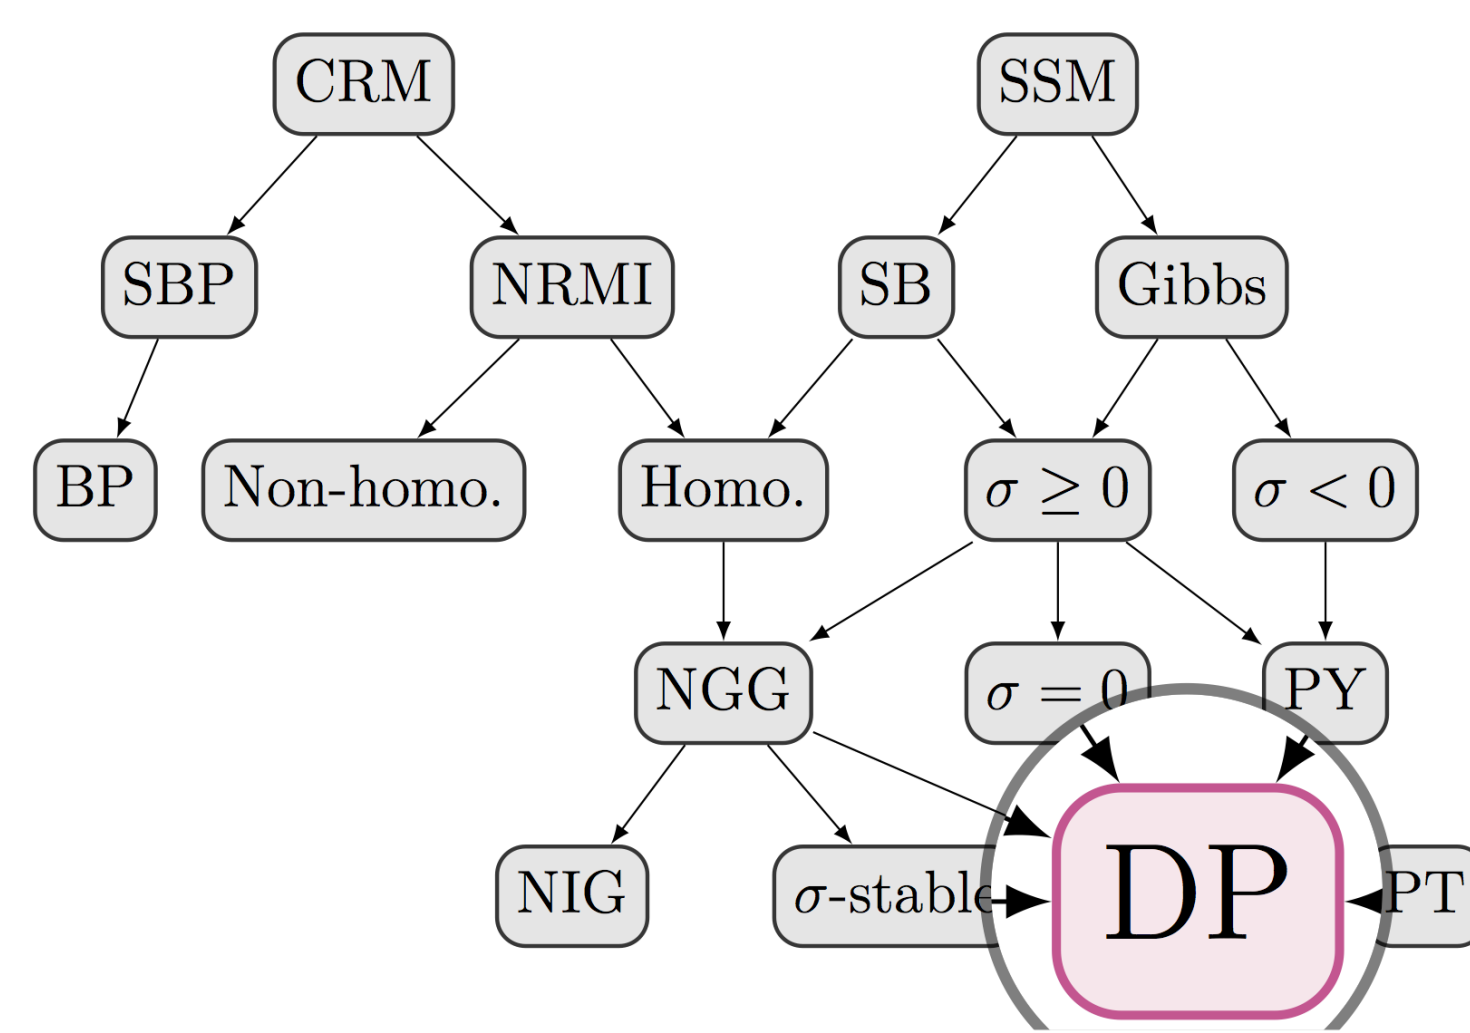 CRM
SSM
SBP
NRMI
SB
Gibbs
BP
Non-homo.
Homo.
σ ≥ 0
σ < 0
NGG
σ = 0
PY
NIG
σ-stable
DP
PT